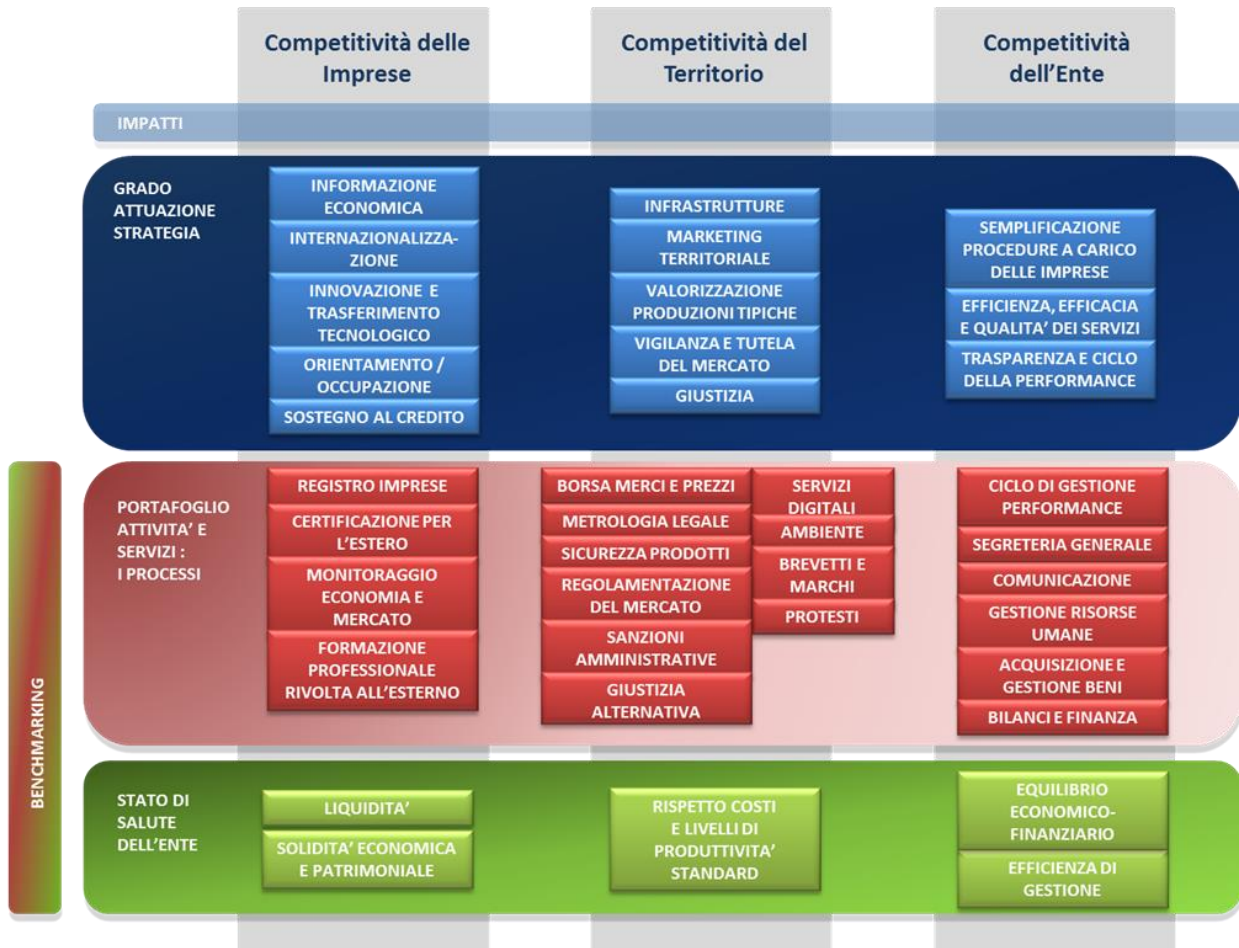 Competitività delle
Imprese
Competitività del
Territorio
Competitività
dell'Ente
IMPATTI
GRADO
ATTUAZIONE
STRATEGIA
INFORMAZIONE
ECONOMICA
INTERNAZIONALIZZA-
ZIONE
INNOVAZIONE E
TRASFERIMENTO
TECNOLOGICO
ORIENTAMENTO /
OCCUPAZIONE
SOSTEGNO AL CREDITO
INFRASTRUTTURE
MARKETING
TERRITORIALE
VALORIZZAZIONE
PRODUZIONI TIPICHE
VIGILANZA E TUTELA
DEL MERCATO
GIUSTIZIA
SEMPLIFICAZIONE
PROCEDURE A CARICO
DELLE IMPRESE
EFFICIENZA, EFFICACIA
E QUALITA' DEI SERVIZI
TRASPARENZA E CICLO
DELLA PERFORMANCE
BENCHMARKING
PORTAFOGLIO
ATTIVITA' E
SERVIZI :
I PROCESSI
REGISTRO IMPRESE
CERTIFICAZIONE PER
L'ESTERO
MONITORAGGIO
ECONOMIA E
MERCATO
FORMAZIONE
PROFESSIONALE
RIVOLTA ALL'ESTERNO
BORSA MERCI E PREZZI
METROLOGIA LEGALE
SICUREZZA PRODOTTI
REGOLAMENTAZIONE
DEL MERCATO
SANZIONI
AMMINISTRATIVE
GIUSTIZIA
ALTERNATIVA
SERVIZI
DIGITALI
AMBIENTE
BREVETTI E
MARCHI
PROTESTI
CICLO DI GESTIONE
PERFORMANCE
SEGRETERIA GENERALE
COMUNICAZIONE
GESTIONE RISORSE
UMANE
ACQUISIZIONE E
GESTIONE BENI
BILANCI E FINANZA
STATO DI
SALUTE
DELL'ENTE
LIQUIDITA'
SOLIDITA' ECONOMICA
E PATRIMONIALE
RISPETTO COSTI
E LIVELLI DI
PRODUTTIVITA'
STANDARD
EQUILIBRIO
ECONOMICO-
FINANZIARIO
EFFICIENZA DI
GESTIONE